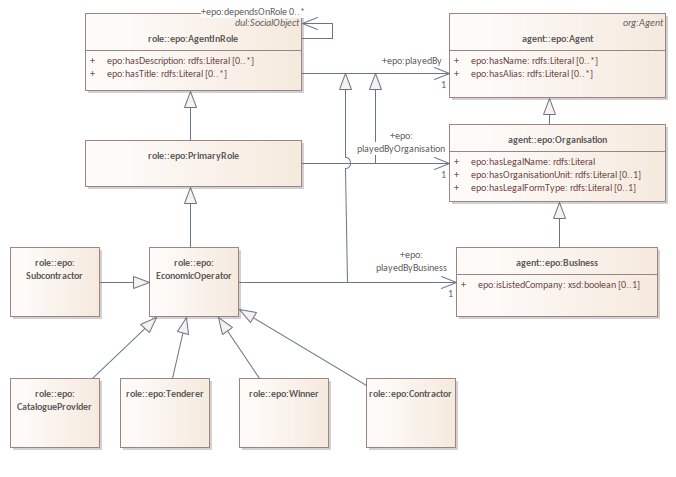 +epo:dependsOnRole 0..*
dul:SocialObject
role::epo:AgentInRole
+ epo:hasDescription: rdfs:Literal [0..*]
+ epo:hasTitle: rdfs:Literal [0..*]
org:Agent
agent::epo:Agent
+ epo:hasName: rdfs:Literal [0..*]
+ epo:hasAlias: rdfs:Literal [0..*]
+epo:playedBy
1
role::epo:PrimaryRole
+epo:
playedByOrganisation
1
agent::epo:Organisation
+ epo:hasLegalName: rdfs:Literal
+ epo:hasOrganisationUnit: rdfs:Literal [0..1]
+ epo:hasLegalFormType: rdfs:Literal [0..1]
role::epo:
Subcontractor
role::epo:
EconomicOperator
+epo:
playedByBusiness
1
agent::epo:Business
+ epo:isListedCompany: xsd:boolean [0..1]
role::epo:
CatalogueProvider
role::epo:Tenderer
role::epo:Winner
role::epo:Contractor